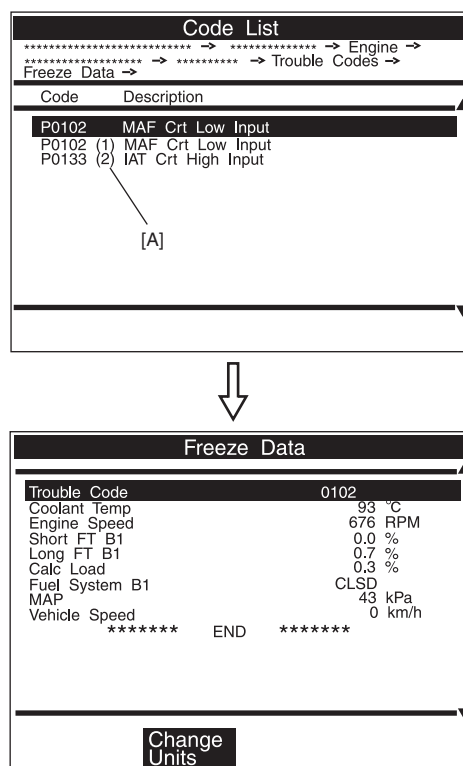 Code List
*************************** → ************** → Engine →
******************* → ********** → Trouble Codes →
Freeze Data →
Code Description
P0102 MAF Crt Low Input
P0102 (1) MAF Crt Low Input
P0133 (2) IAT Crt High Input
[A]
Freeze Data
Trouble Code 0102
Coolant Temp 93 °C
Engine Speed 676 RPM
Short FT B1 0.0 %
Long FT B1 0.7 %
Calc Load 0.3 %
Fuel System B1 CLSD
MAP 43 kPa
Vehicle Speed 0 km/h
******* END *******
Change
Units